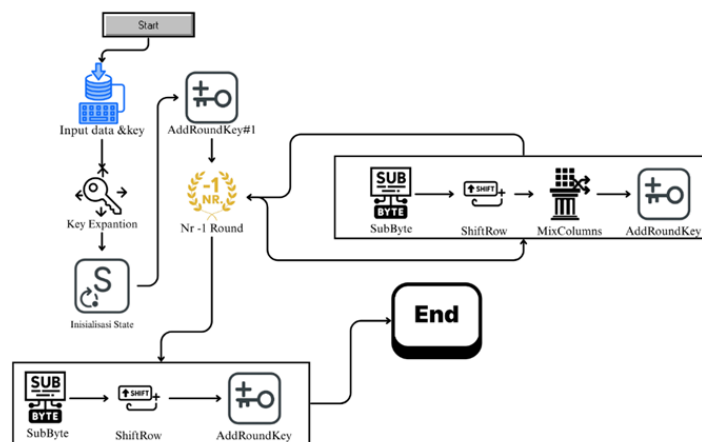 Start
Input data &key
Key Expantion
S
Inisialisasi State
AddRoundKey#1
-1
NR.
Nr -1 Round
SUB
BYTE
SubByte
SHIFT
ShiftRow
MixColumns
AddRoundKey
End
SUB
BYTE
SubByte
SHIFT
ShiftRow
AddRoundKey